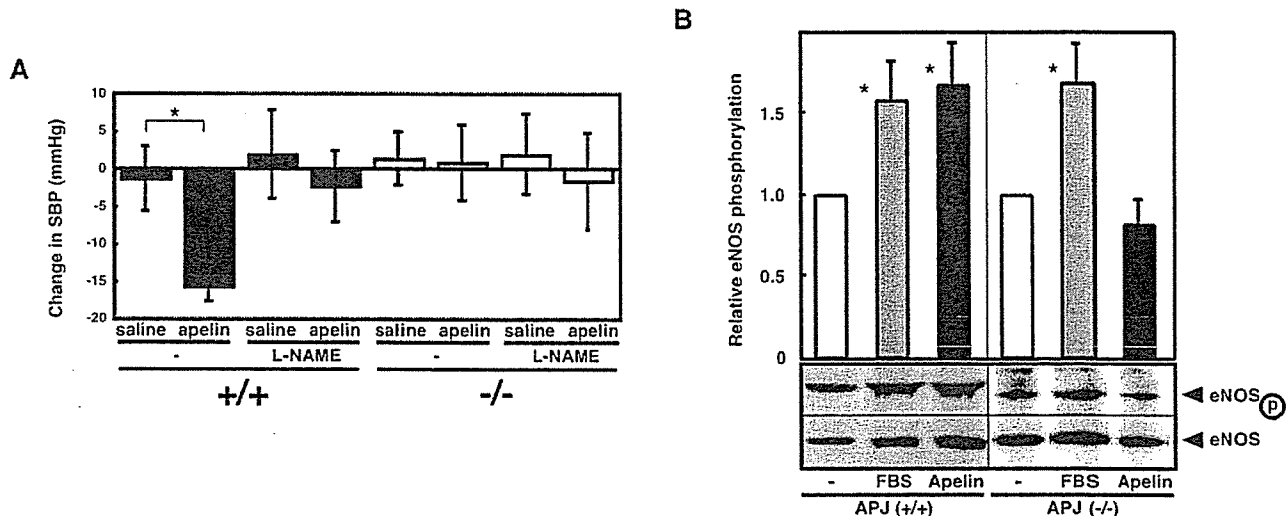 A
Change in SBP (mmHg)
10
5
0
-5
-10
-15
-20
*
saline apelin saline apelin saline apelin saline apelin
- L-NAME - L-NAME
+/+ -/-
B
Relative eNOS phosphorylation
1.5
1.0
0.5
0
* * *
eNOS P
eNOS
- FBS Apelin - FBS Apelin
APJ (+/+) APJ (-/-)